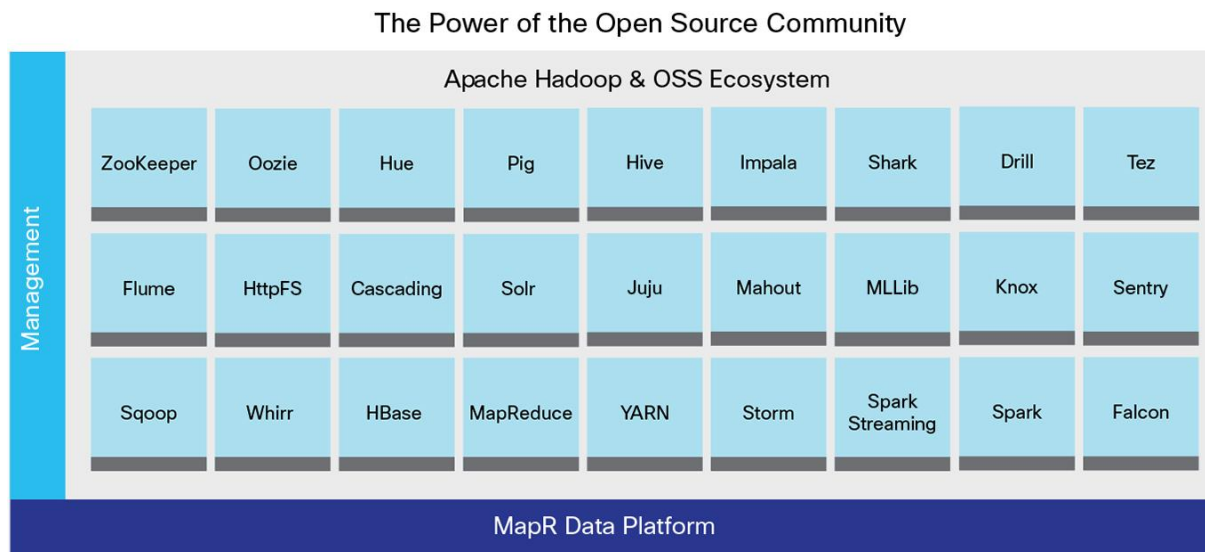 The Power of the Open Source Community
Apache Hadoop & OSS Ecosystem
Management
ZooKeeper
Oozie
Hue
Pig
Hive
Impala
Shark
Drill
Tez
Flume
HttpFS
Cascading
Solr
Juju
Mahout
MLLib
Knox
Sentry
Sqoop
Whirr
HBase
MapReduce
YARN
Storm
Spark
Streaming
Spark
Falcon
MapR Data Platform